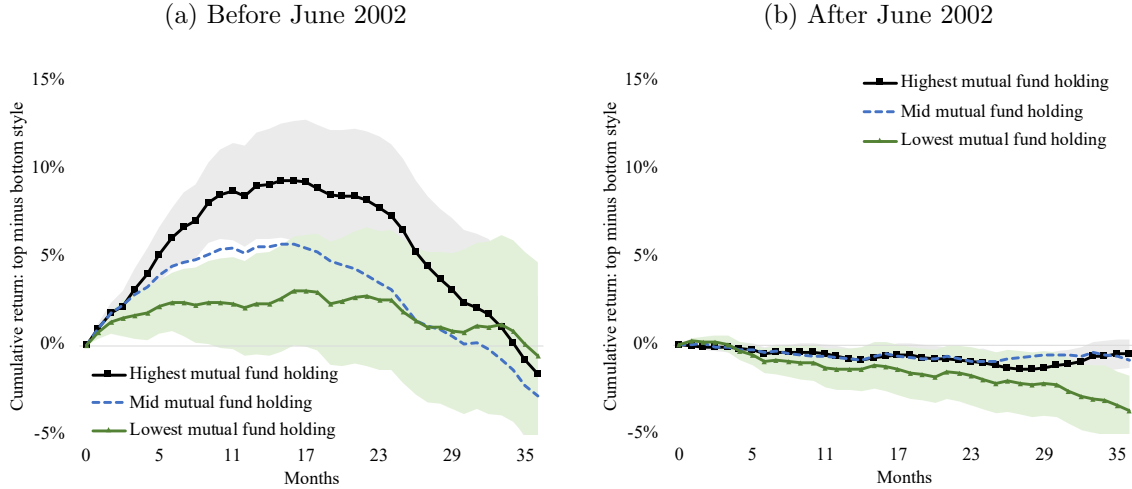 (a) Before June 2002
Cumulative return: top minus bottom style
15%
10%
5%
0%
-5%
Highest mutual fund holding
Mid mutual fund holding
Lowest mutual fund holding
0 5 11 17 23 29 35
Months
(b) After June 2002
Cumulative return: top minus bottom style
15%
10%
5%
0%
-5%
Highest mutual fund holding
Mid mutual fund holding
Lowest mutual fund holding
0 5 11 17 23 29 35
Months